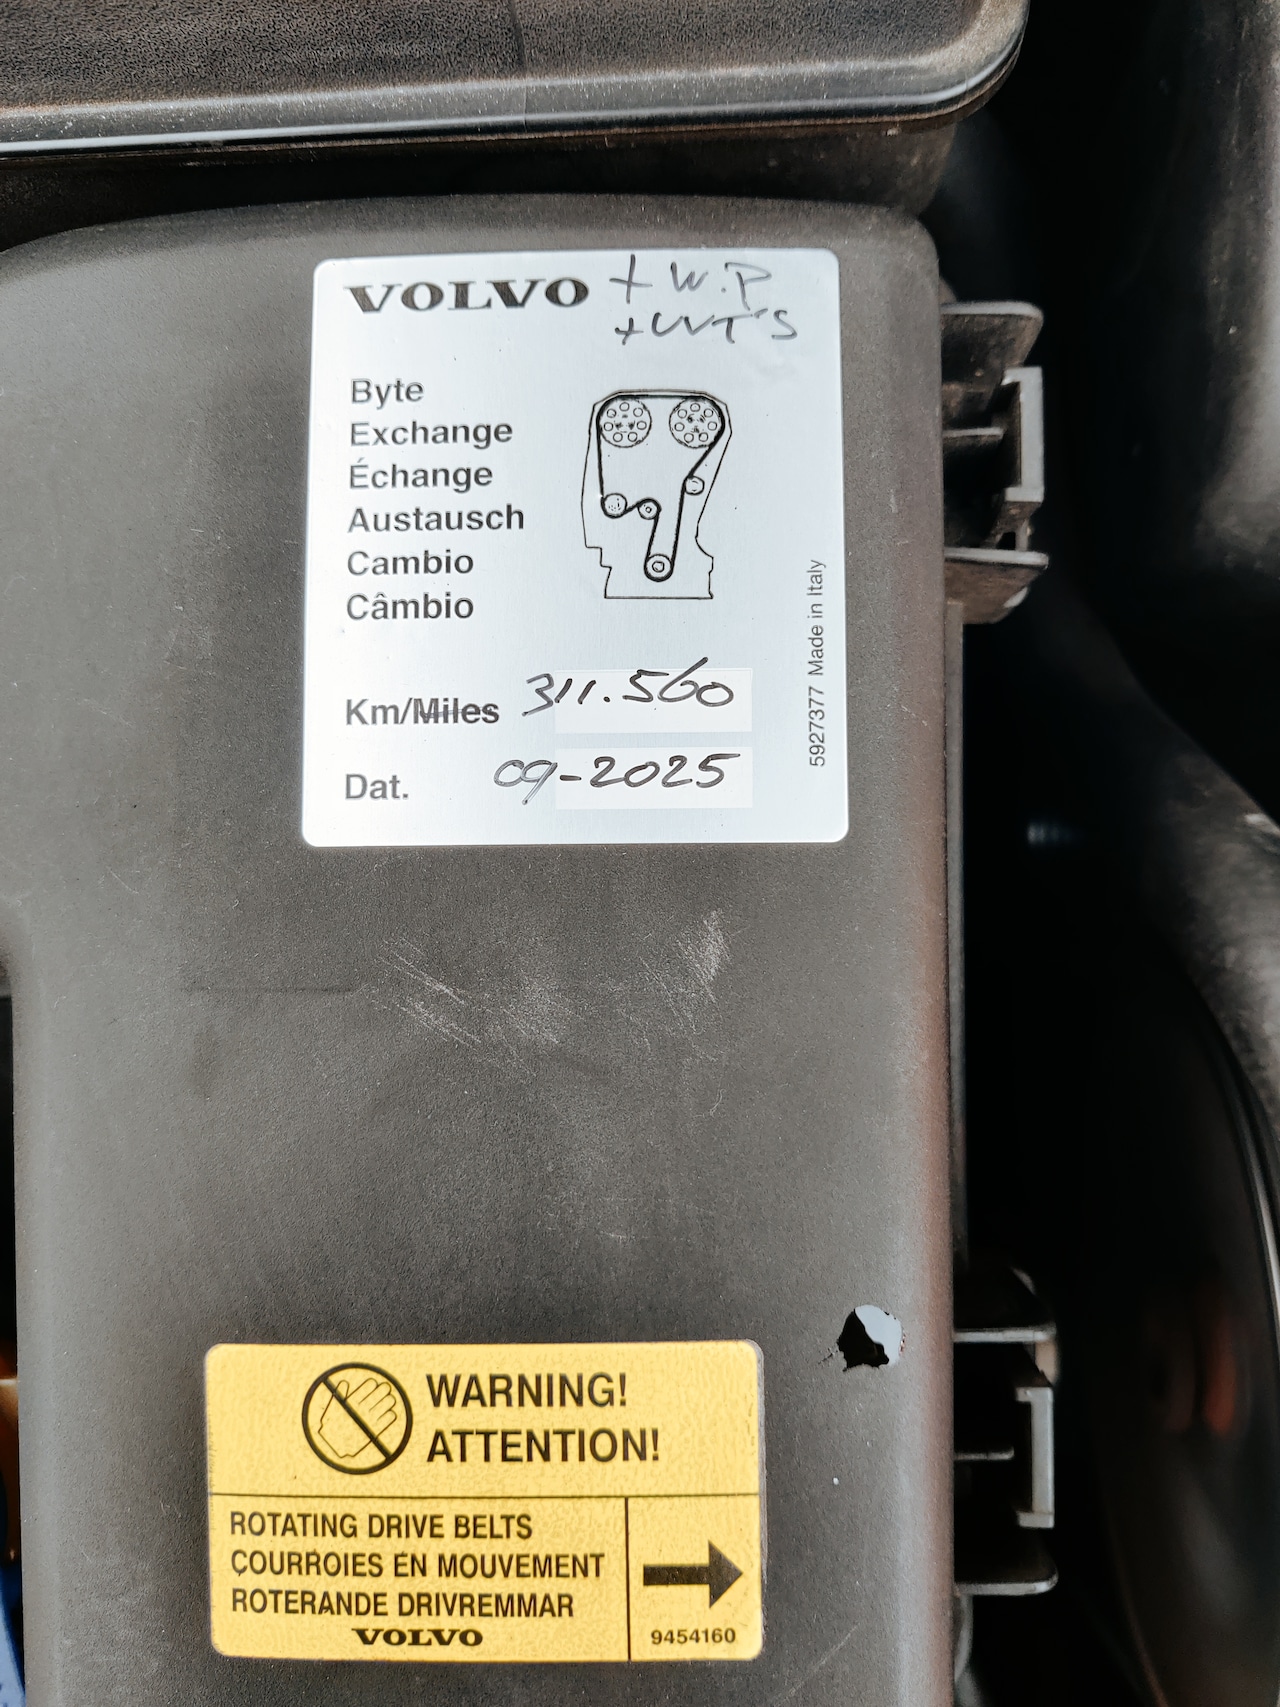 VOLVO + W.P
+ VVT'S
Byte
Exchange
Échange
Austausch
Cambio
Câmbio
Km/Miles 311.560
Dat. 09-2025
5927377 Made in Italy
WARNING!
ATTENTION!
ROTATING DRIVE BELTS
COURROIES EN MOUVEMENT
ROTERANDE DRIVREMMAR
VOLVO
9454160